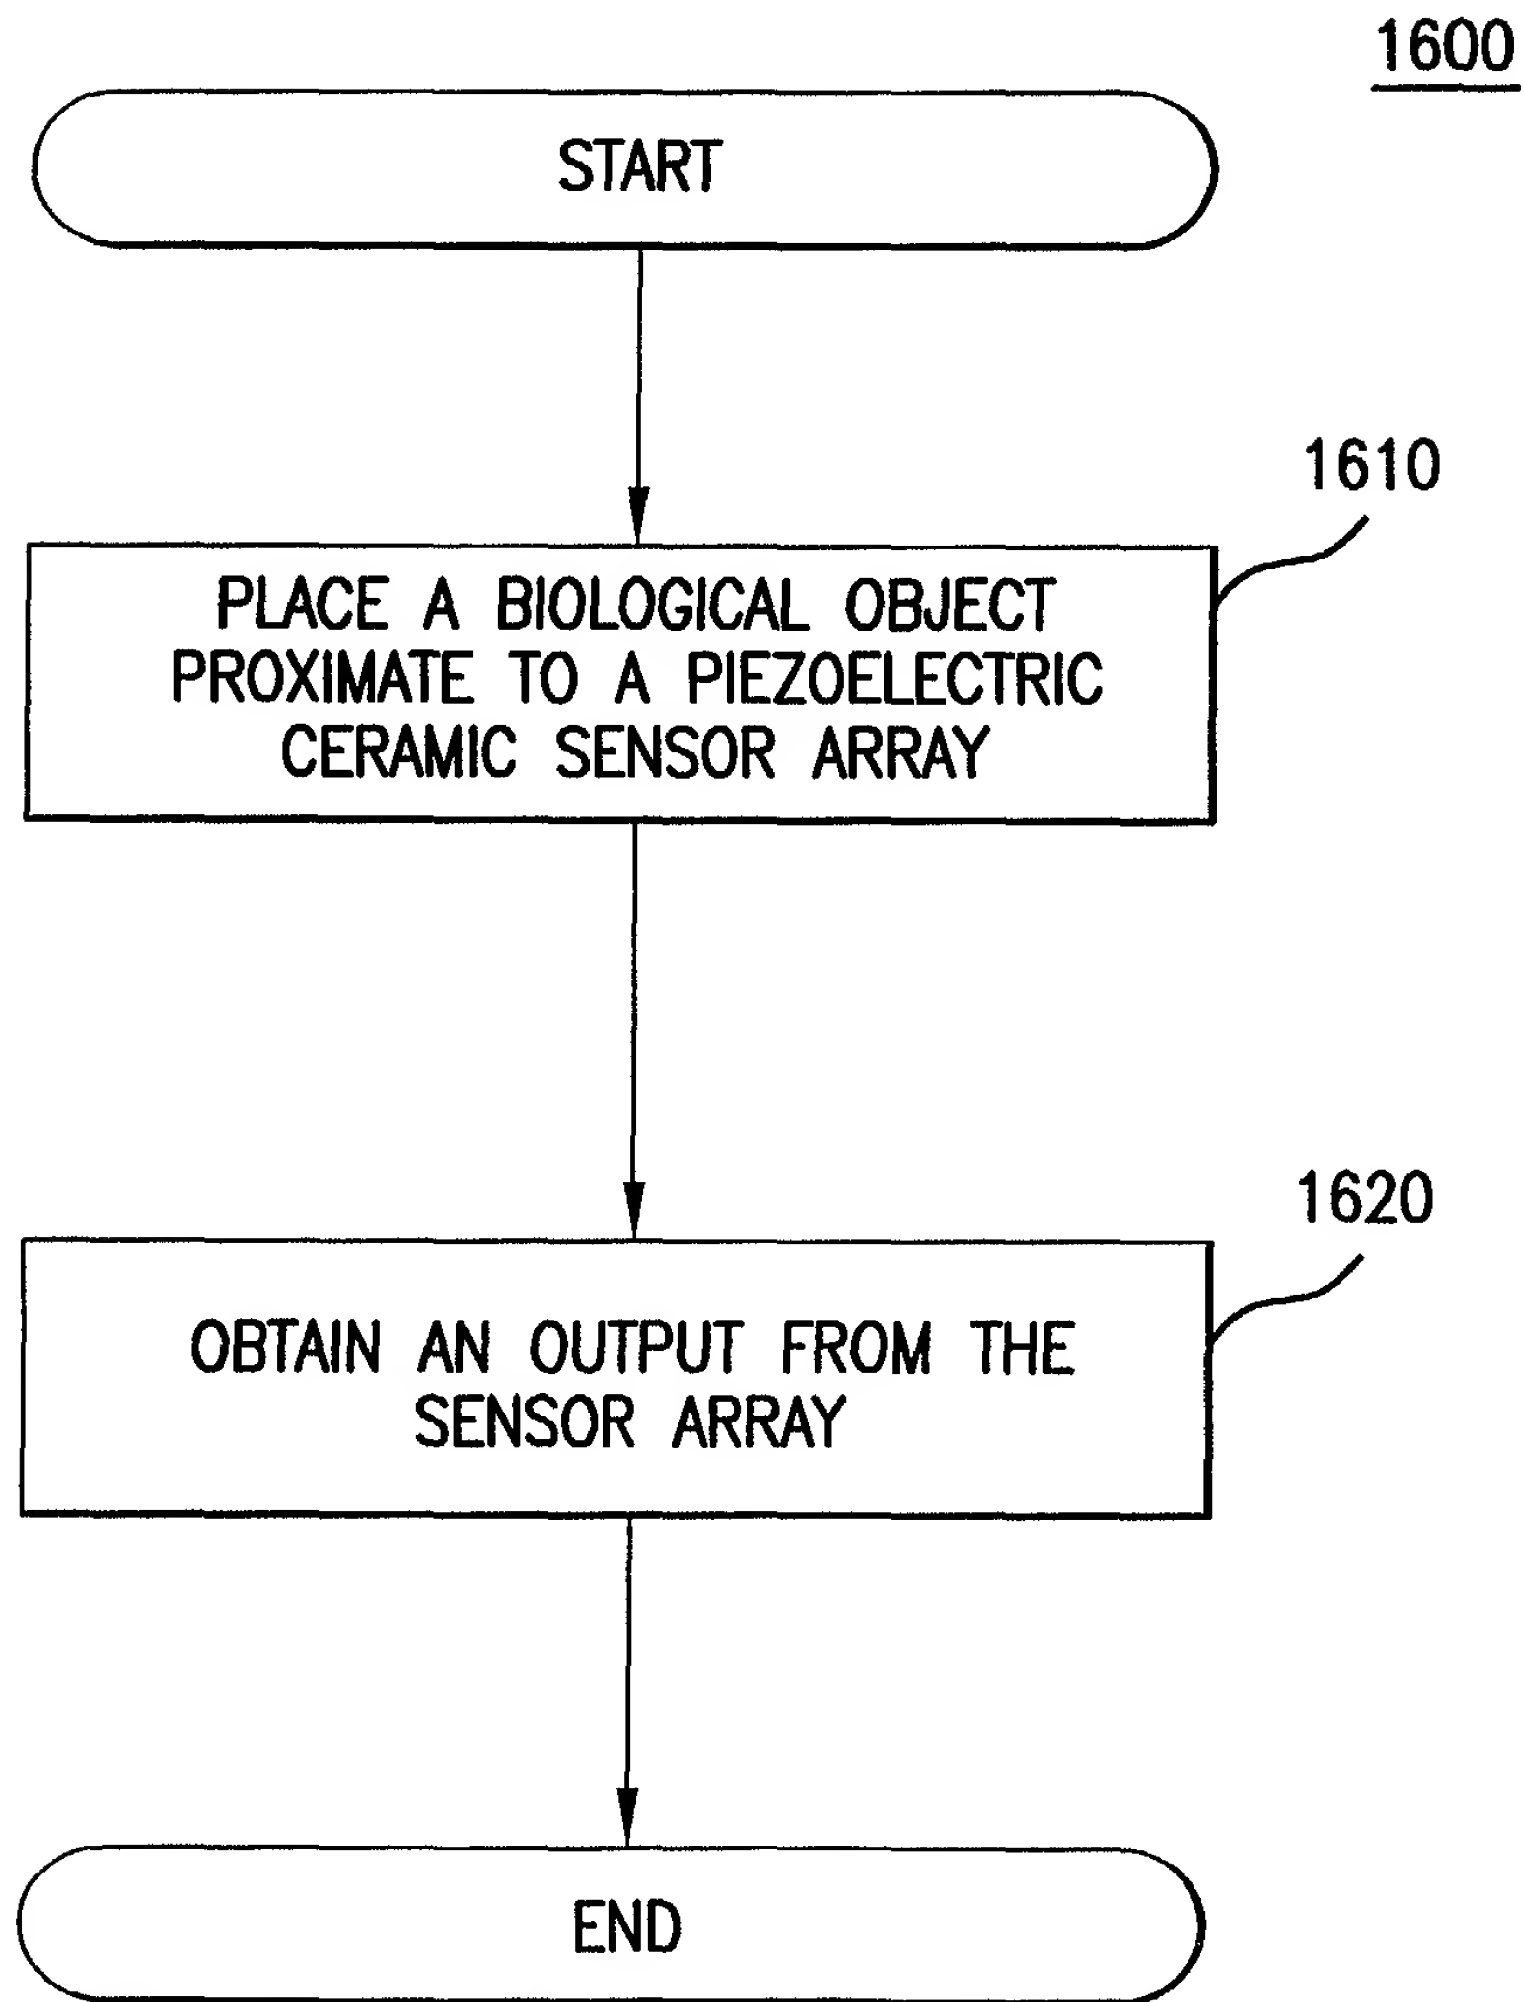 1600
START
1610
PLACE A BIOLOGICAL OBJECT
PROXIMATE TO A PIEZOELECTRIC
CERAMIC SENSOR ARRAY
1620
OBTAIN AN OUTPUT FROM THE
SENSOR ARRAY
END